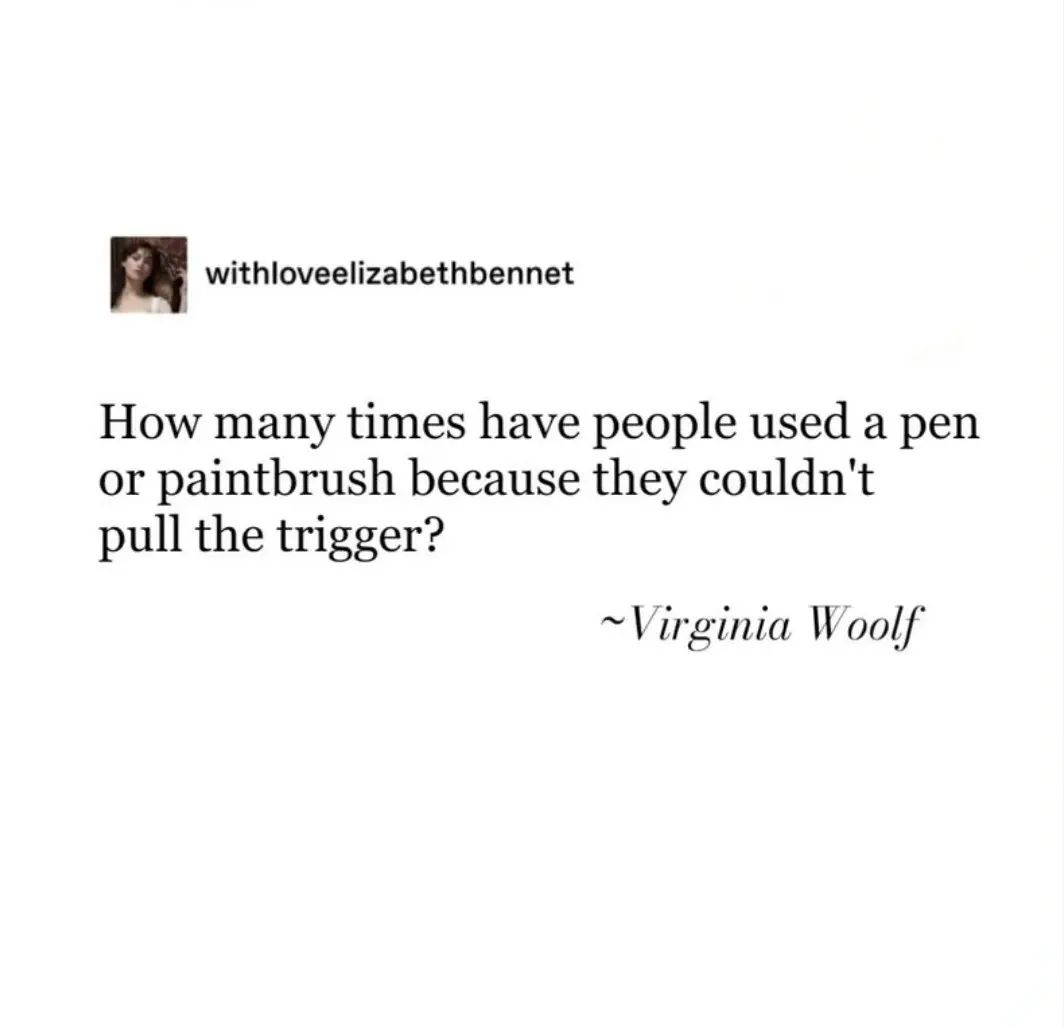 withloveelizabethbennet
How many times have people used a pen
or paintbrush because they couldn't
pull the trigger?
~Virginia Woolf